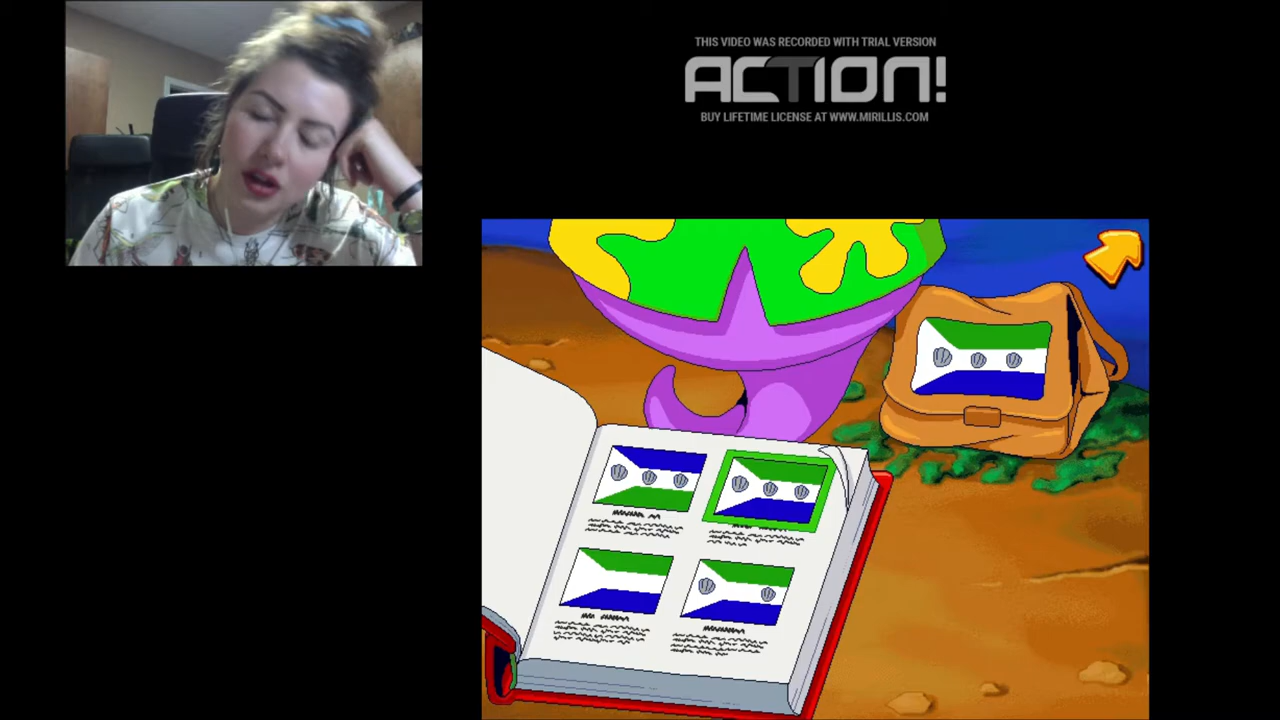 THIS VIDEO WAS RECORDED WITH TRIAL VERSION
ACTION!
BUY LIFETIME LICENSE AT WWW.MIRILLIS.COM